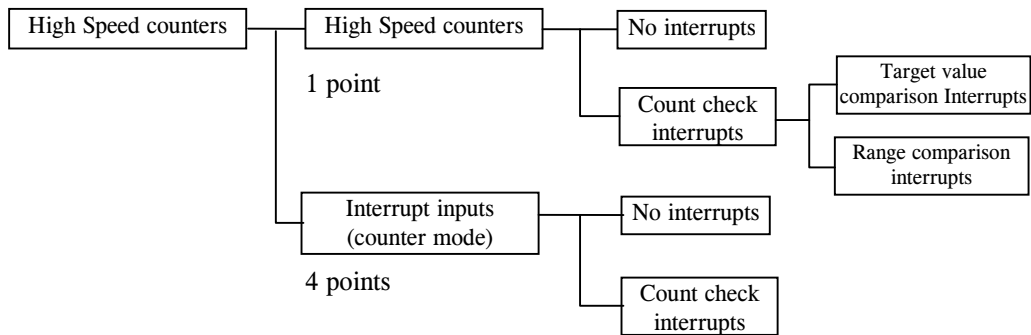 High Speed counters
High Speed counters
1 point
No interrupts
Count check
interrupts
Target value
comparison Interrupts
Range comparison
interrupts
Interrupt inputs
(counter mode)
4 points
No interrupts
Count check
interrupts